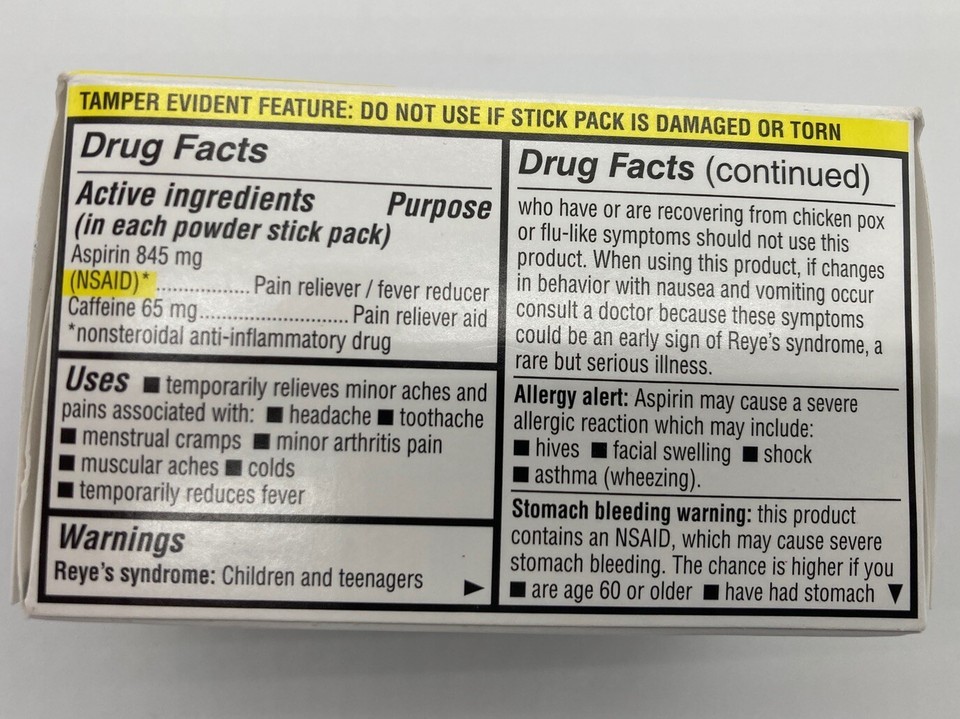 TAMPER EVIDENT FEATURE: DO NOT USE IF STICK PACK IS DAMAGED OR TORN
Drug Facts
Active ingredients Purpose
(in each powder stick pack)
Aspirin 845 mg
(NSAID)* ................. Pain reliever / fever reducer
Caffeine 65 mg........................... Pain reliever aid
*nonsteroidal anti-inflammatory drug
Uses ■ temporarily relieves minor aches and
pains associated with: ■ headache ■ toothache
■ menstrual cramps ■ minor arthritis pain
■ muscular aches ■ colds
■ temporarily reduces fever
Warnings
Reye's syndrome: Children and teenagers ▶
Drug Facts (continued)
who have or are recovering from chicken pox
or flu-like symptoms should not use this
product. When using this product, if changes
in behavior with nausea and vomiting occur
consult a doctor because these symptoms
could be an early sign of Reye's syndrome, a
rare but serious illness.
Allergy alert: Aspirin may cause a severe
allergic reaction which may include:
■ hives ■ facial swelling ■ shock
■ asthma (wheezing).
Stomach bleeding warning: this product
contains an NSAID, which may cause severe
stomach bleeding. The chance is higher if you
■ are age 60 or older ■ have had stomach ▼